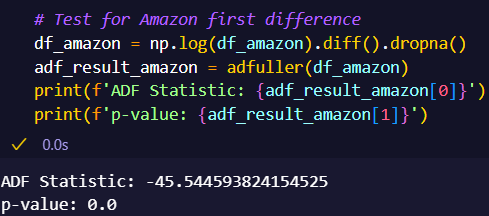 # Test for Amazon first difference
df_amazon = np.log(df_amazon).diff().dropna()
adf_result_amazon = adfuller(df_amazon)
print(f'ADF Statistic: {adf_result_amazon[0]}')
print(f'p-value: {adf_result_amazon[1]}')
0.0s
ADF Statistic: -45.544593824154525
p-value: 0.0